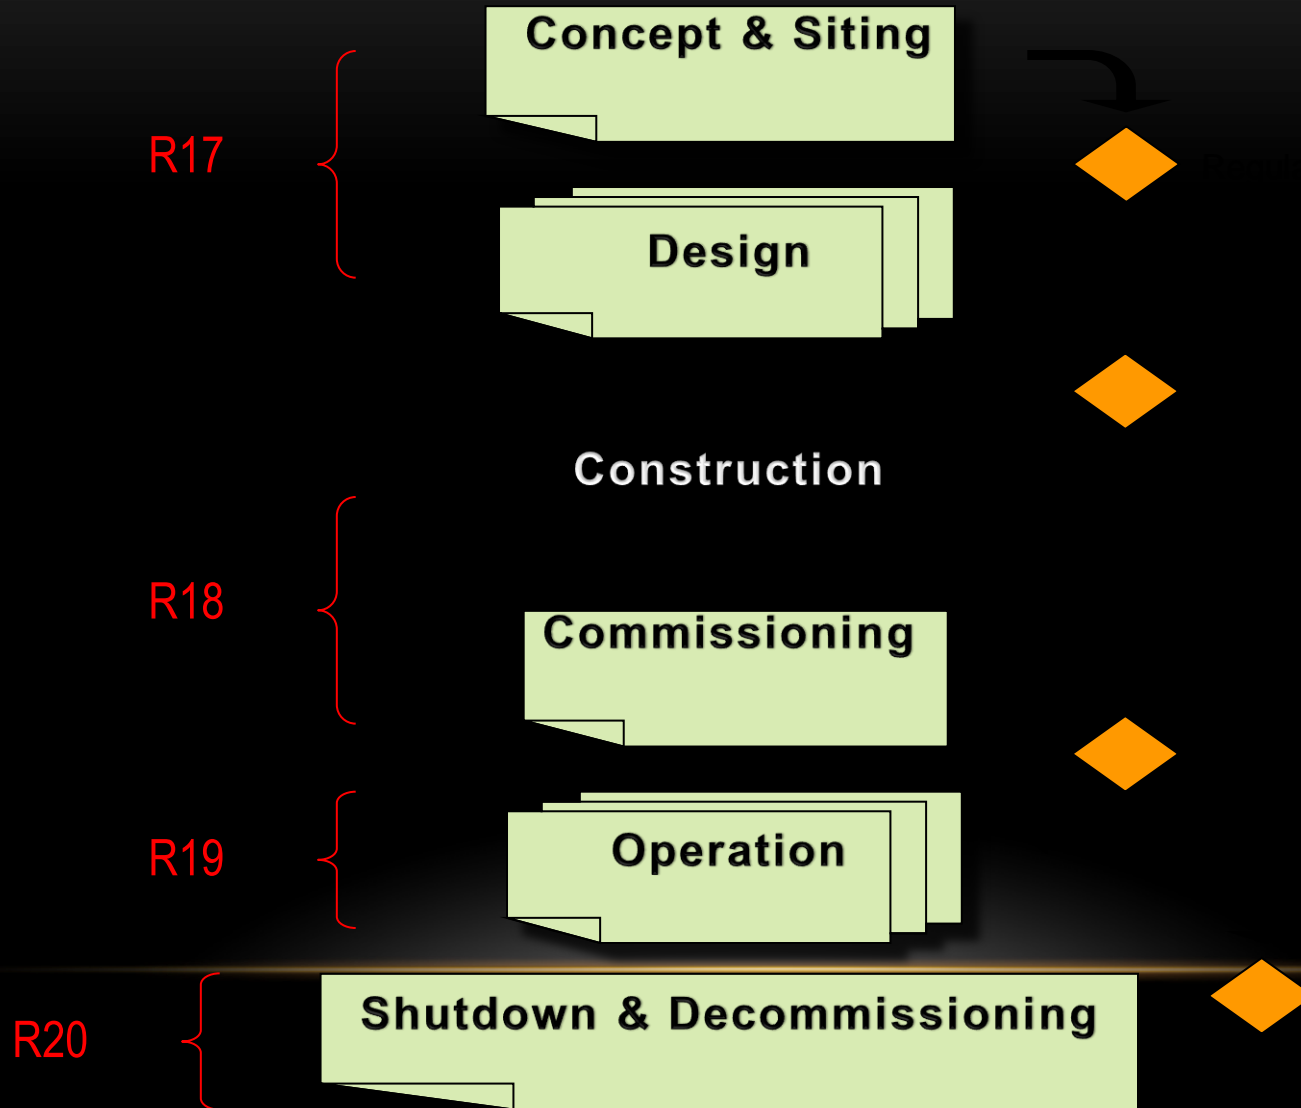 Concept & Siting
R17
Design
Construction
R18
Commissioning
R19
Operation
R20
Shutdown & Decommissioning